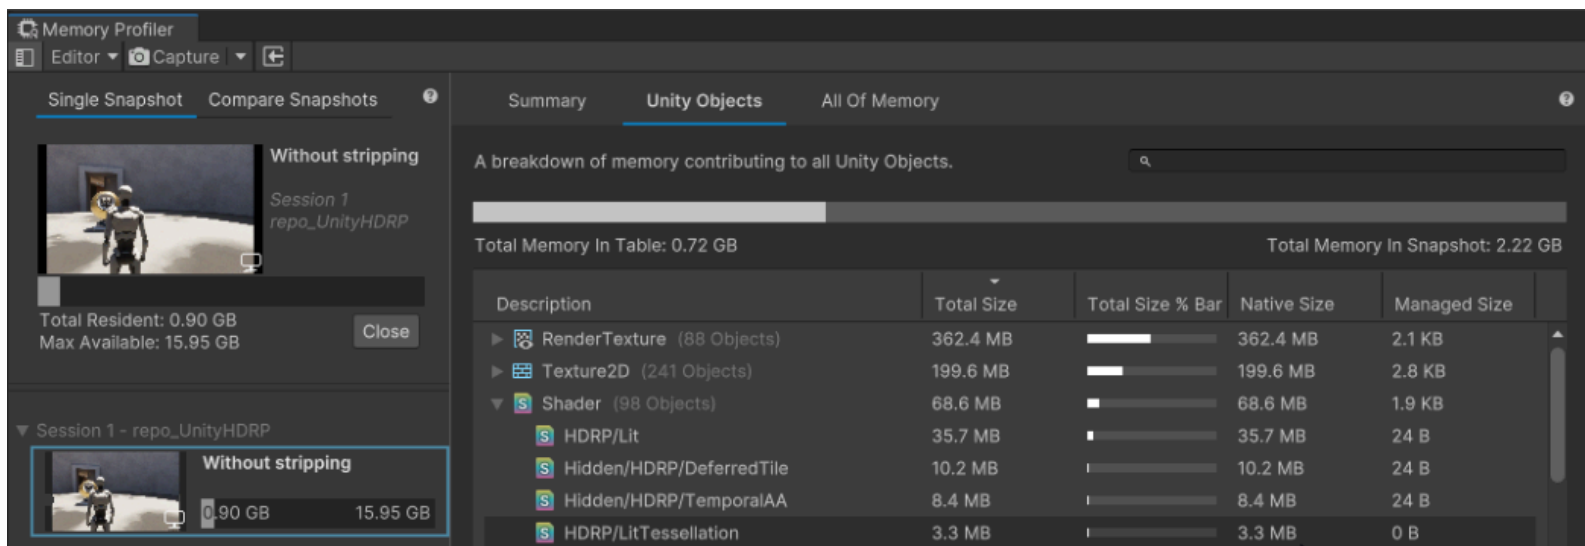 Memory Profiler
Editor Capture
Single Snapshot Compare Snapshots ?
Without stripping
Session 1
repo_UnityHDRP
Total Resident: 0.90 GB
Max Available: 15.95 GB
Close
Session 1 - repo_UnityHDRP
Without stripping
0.90 GB 15.95 GB
Summary Unity Objects All Of Memory ?
A breakdown of memory contributing to all Unity Objects.
Total Memory In Table: 0.72 GB Total Memory In Snapshot: 2.22 GB
Description Total Size Total Size % Bar Native Size Managed Size
RenderTexture (88 Objects) 362.4 MB 362.4 MB 2.1 KB
Texture2D (241 Objects) 199.6 MB 199.6 MB 2.8 KB
S Shader (98 Objects) 68.6 MB 68.6 MB 1.9 KB
S HDRP/Lit 35.7 MB 35.7 MB 24 B
S Hidden/HDRP/DeferredTile 10.2 MB 10.2 MB 24 B
S Hidden/HDRP/TemporalAA 8.4 MB 8.4 MB 24 B
S HDRP/LitTessellation 3.3 MB 3.3 MB 0 B